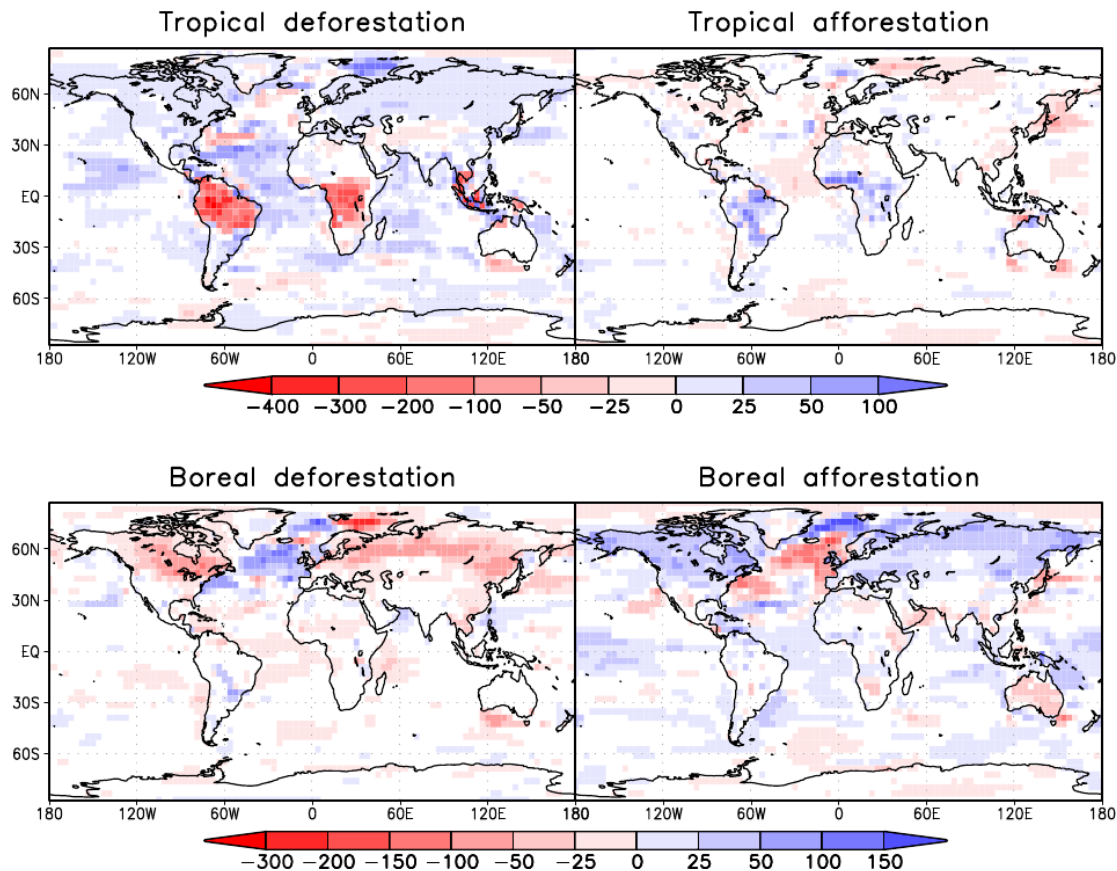 Tropical deforestation Tropical afforestation
60N
30N
EQ
30S
60S
180 120W 60W 0 60E 120E 180 120W 60W 0 60E 120E 180
-400 -300 -200 -100 -50 -25 0 25 50 100
Boreal deforestation Boreal afforestation
60N
30N
EQ
30S
60S
180 120W 60W 0 60E 120E 180 120W 60W 0 60E 120E 180
-300 -200 -150 -100 -50 -25 0 25 50 100 150